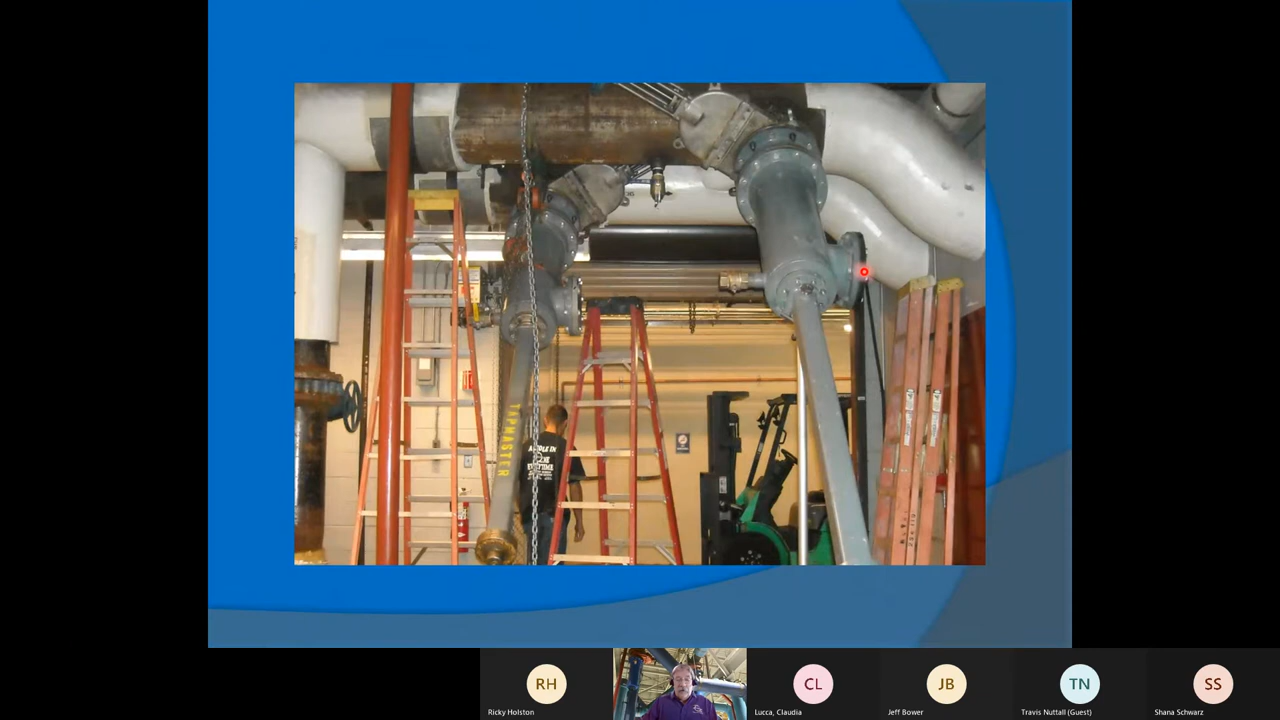 TAPMASTER
RH
Ricky Holston
CL
Lucca, Claudia
JB
Jeff Bower
TN
Travis Nuttall (Guest)
SS
Shana Schwarz